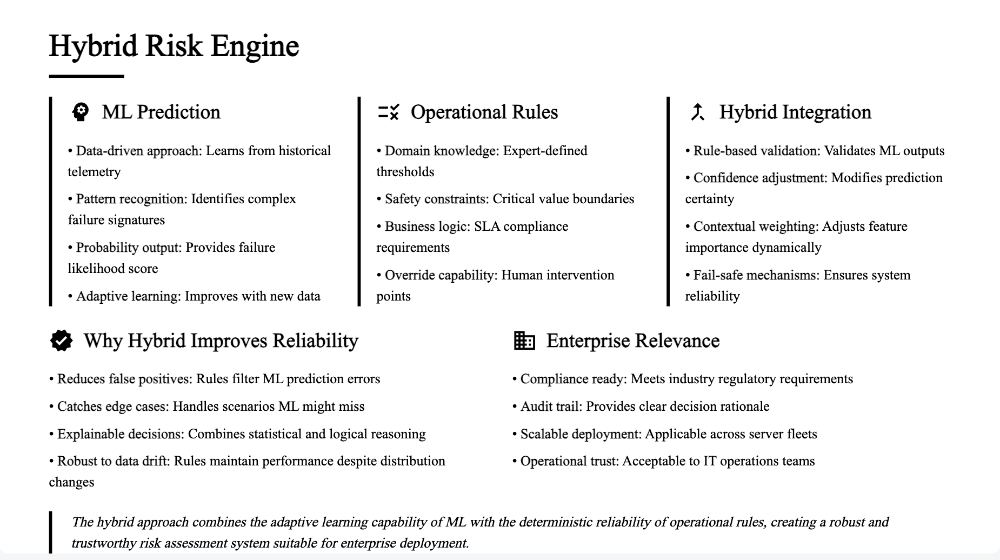 Hybrid Risk Engine
ML Prediction
• Data-driven approach: Learns from historical
telemetry
• Pattern recognition: Identifies complex
failure signatures
• Probability output: Provides failure
likelihood score
• Adaptive learning: Improves with new data
Operational Rules
• Domain knowledge: Expert-defined
thresholds
• Safety constraints: Critical value boundaries
• Business logic: SLA compliance
requirements
• Override capability: Human intervention
points
Hybrid Integration
• Rule-based validation: Validates ML outputs
• Confidence adjustment: Modifies prediction
certainty
• Contextual weighting: Adjusts feature
importance dynamically
• Fail-safe mechanisms: Ensures system
reliability
Why Hybrid Improves Reliability
• Reduces false positives: Rules filter ML prediction errors
• Catches edge cases: Handles scenarios ML might miss
• Explainable decisions: Combines statistical and logical reasoning
• Robust to data drift: Rules maintain performance despite distribution
changes
Enterprise Relevance
• Compliance ready: Meets industry regulatory requirements
• Audit trail: Provides clear decision rationale
• Scalable deployment: Applicable across server fleets
• Operational trust: Acceptable to IT operations teams
The hybrid approach combines the adaptive learning capability of ML with the deterministic reliability of operational rules, creating a robust and
trustworthy risk assessment system suitable for enterprise deployment.